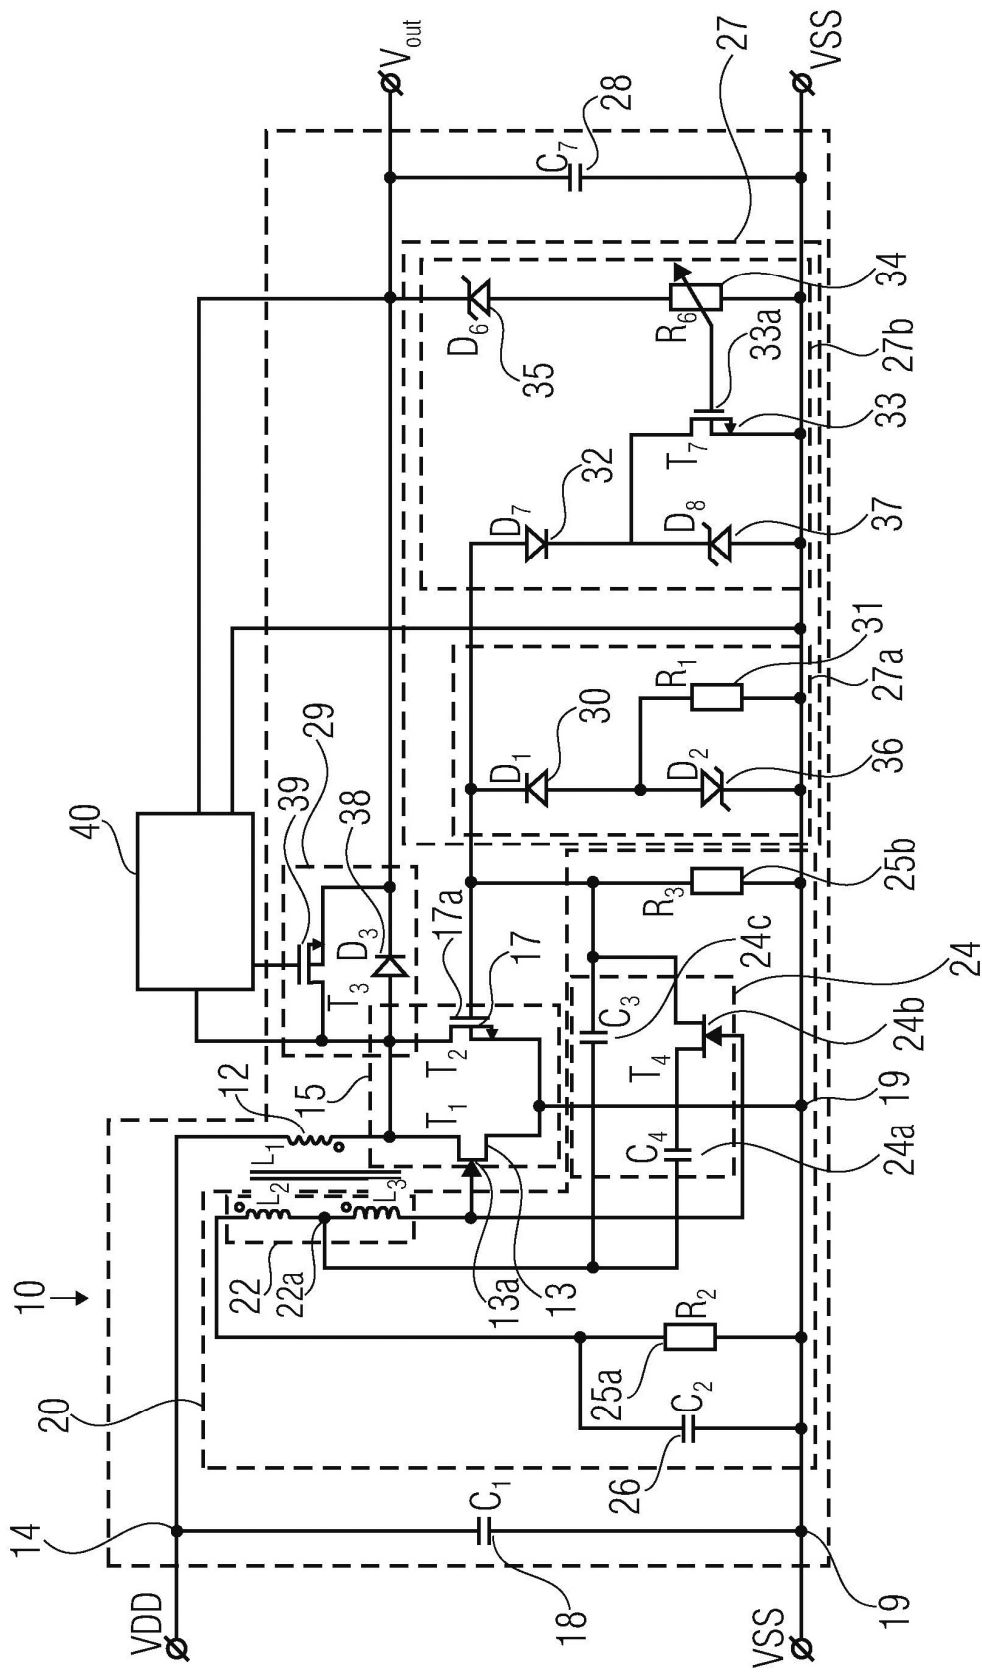 10
14
VDD
VSS
18
C₁
19
20
26
C₂
25a
R₂
22
22a
L₂
L₃
L₁
12
15
13a
13
T₁
T₂
17
17a
24a
C₄
T₄
24b
C₃
24c
24
19
40
39
29
T₃
D₃
38
R₃
25b
D₁
30
D₂
36
R₁
31
27a
D₇
32
D₈
37
T₇
33
33a
R₆
34
27b
D₆
35
27
C₇
28
Vout
VSS